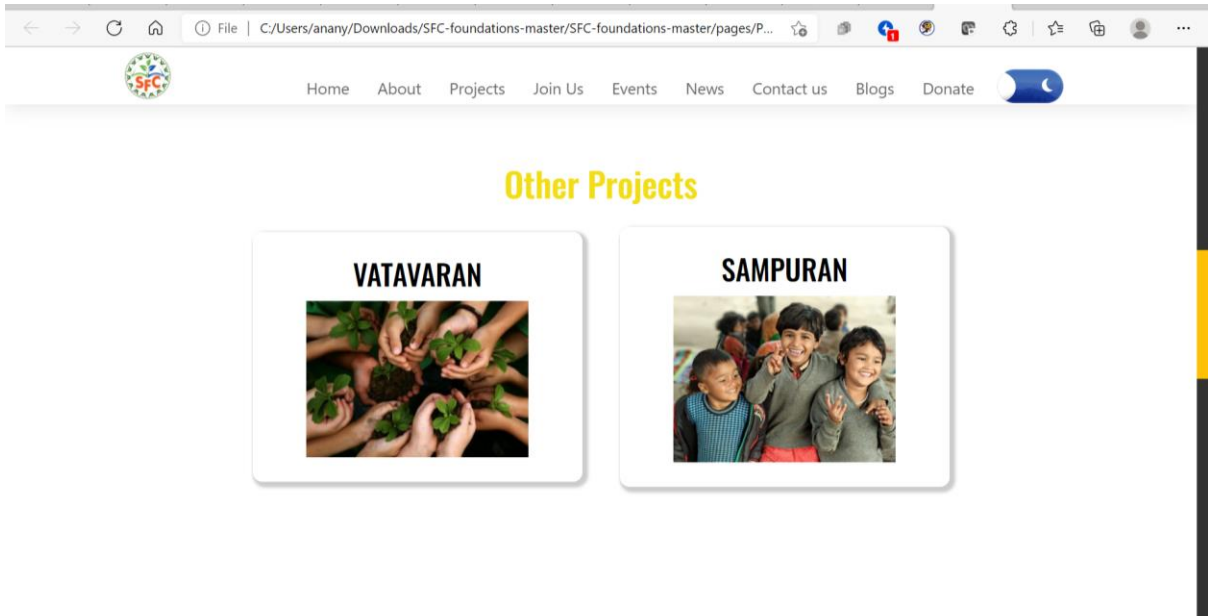 File | C:/Users/anany/Downloads/SFC-foundations-master/SFC-foundations-master/pages/P...
1
SFC
Home About Projects Join Us Events News Contact us Blogs Donate
Other Projects
VATAVARAN
SAMPURAN